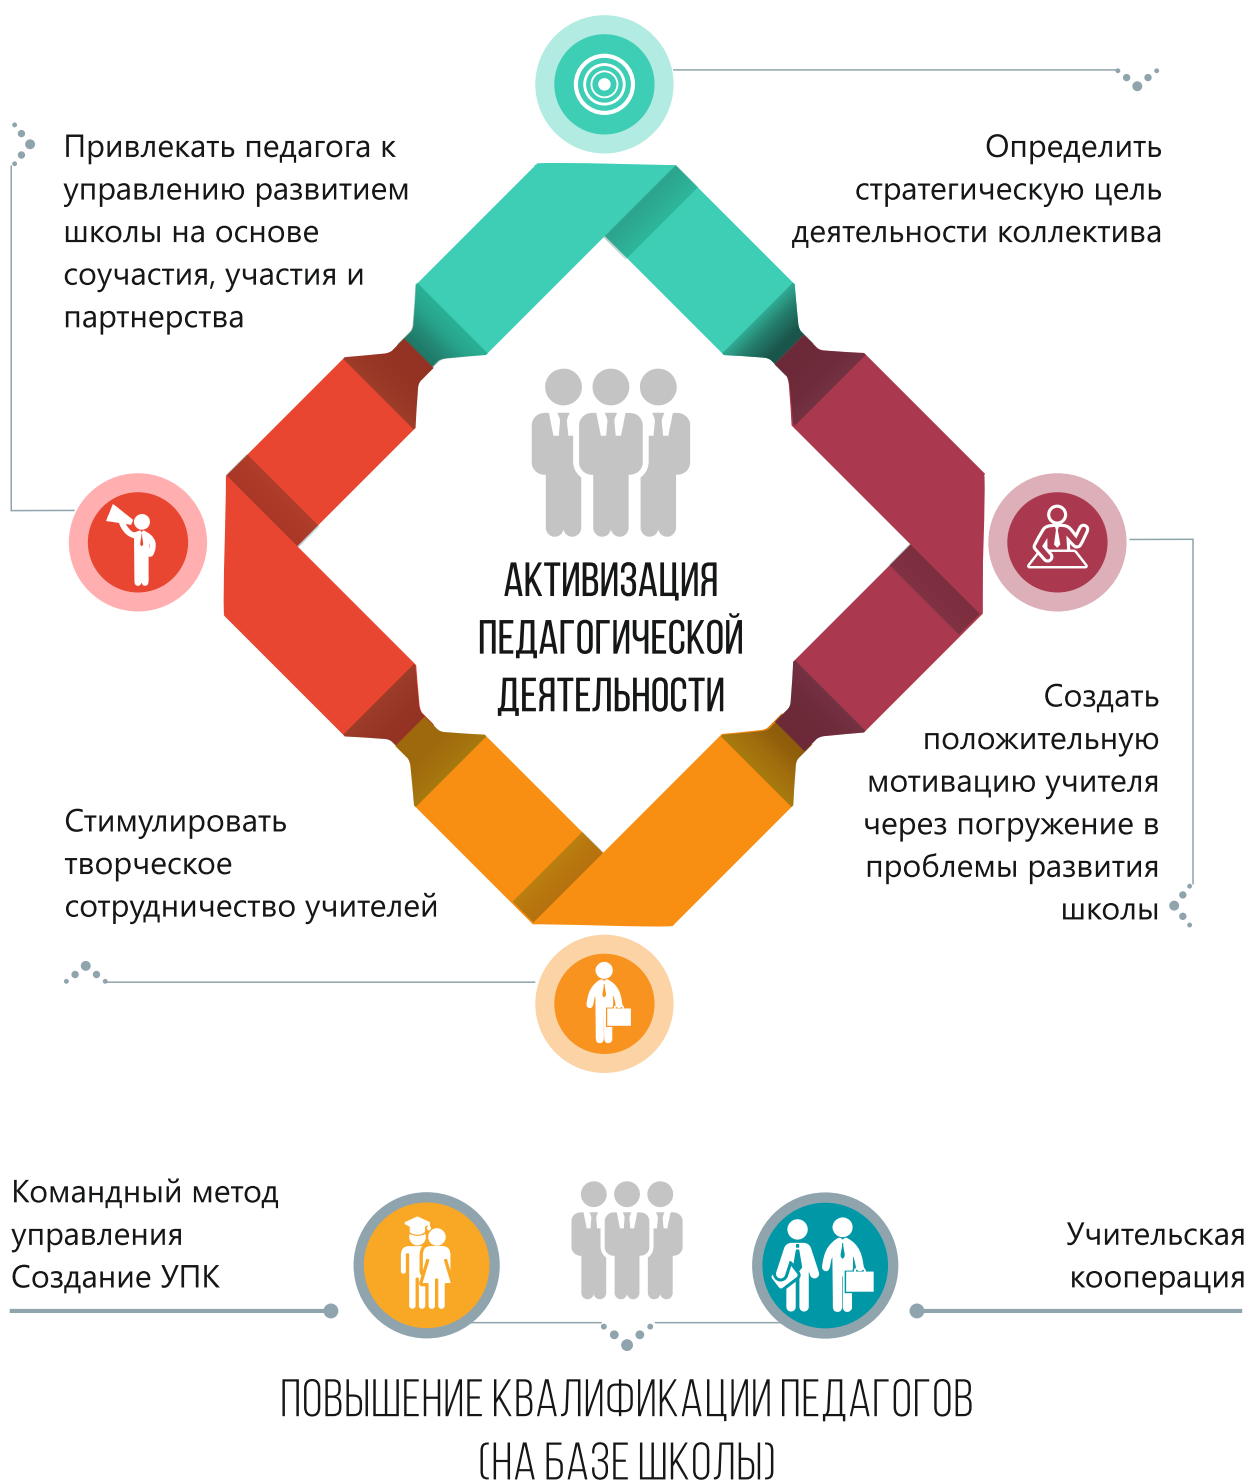 Привлекать педагога к
управлению развитием
школы на основе
соучастия, участия и
партнерства
Определить
стратегическую цель
деятельности коллектива
АКТИВИЗАЦИЯ
ПЕДАГОГИЧЕСКОЙ
ДЕЯТЕЛЬНОСТИ
Создать
положительную
мотивацию учителя
через погружение в
проблемы развития
школы
Стимулировать
творческое
сотрудничество учителей
Командный метод
управления
Создание УПК
Учительская
кооперация
ПОВЫШЕНИЕ КВАЛИФИКАЦИИ ПЕДАГОГОВ
(НА БАЗЕ ШКОЛЫ)